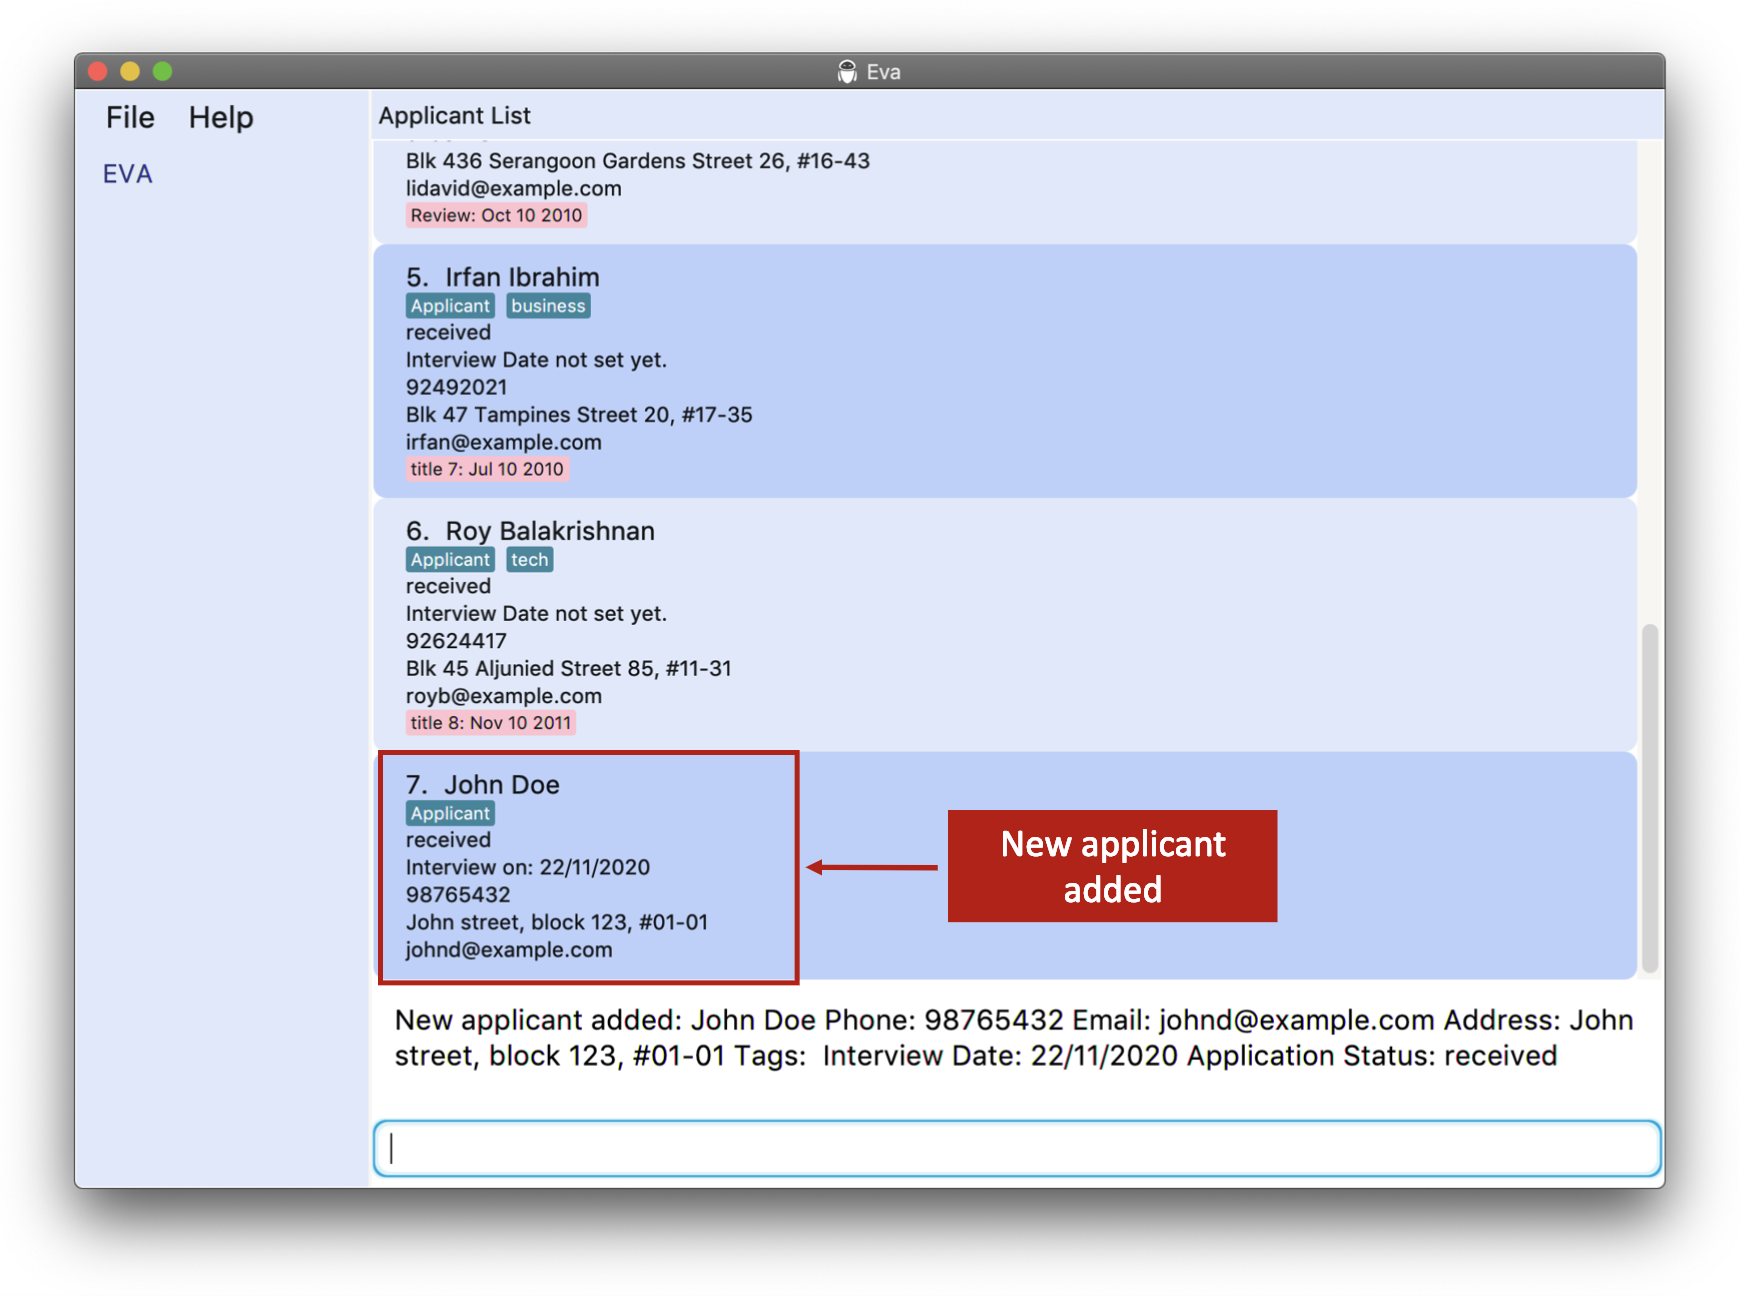 Eva
File Help
EVA
Applicant List
Blk 436 Serangoon Gardens Street 26, #16-43
lidavid@example.com
Review: Oct 10 2010
5. Irfan Ibrahim
Applicant business
received
Interview Date not set yet.
92492021
Blk 47 Tampines Street 20, #17-35
irfan@example.com
title 7: Jul 10 2010
6. Roy Balakrishnan
Applicant tech
received
Interview Date not set yet.
92624417
Blk 45 Aljunied Street 85, #11-31
royb@example.com
title 8: Nov 10 2011
7. John Doe
Applicant
received
Interview on: 22/11/2020
98765432
John street, block 123, #01-01
johnd@example.com
New applicant
added
New applicant added: John Doe Phone: 98765432 Email: johnd@example.com Address: John
street, block 123, #01-01 Tags: Interview Date: 22/11/2020 Application Status: received